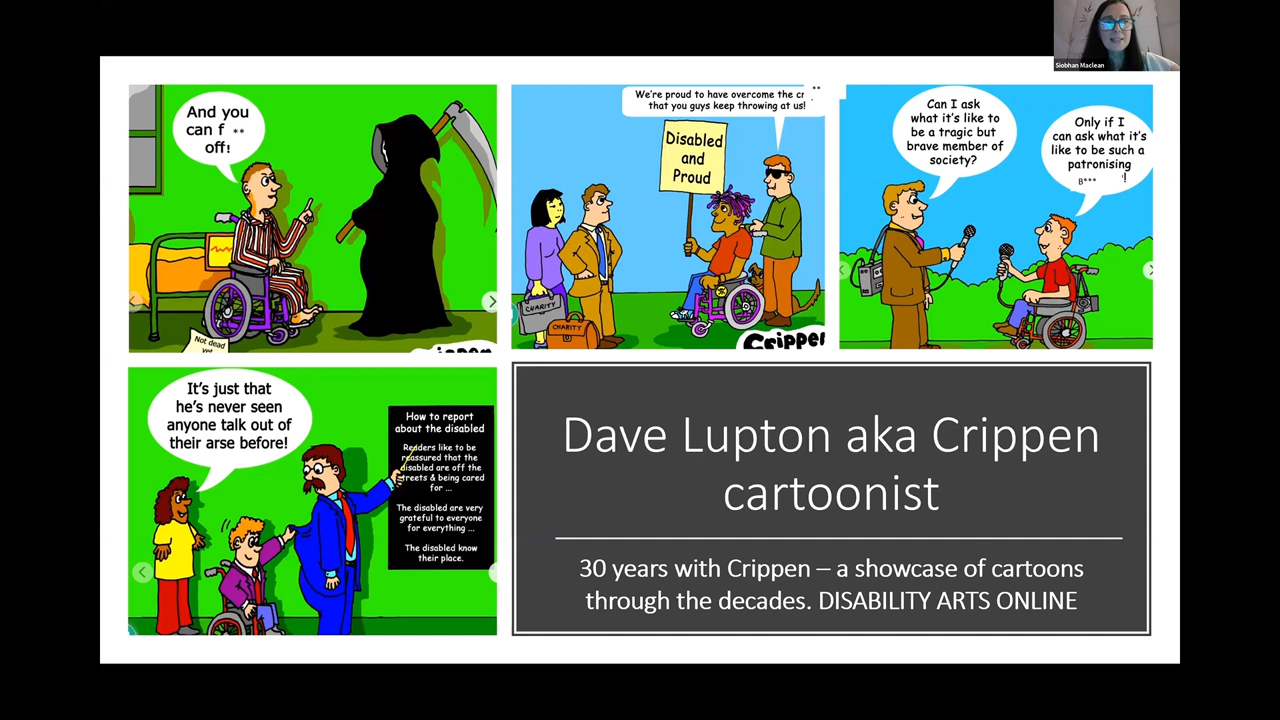 Siobhan Maclean
And you
can f **
off!
Not dead
yet
We're proud to have overcome the cr **
that you guys keep throwing at us!
Disabled
and
Proud
CHARITY
CHARITY
Crippen
Can I ask
what it's like to
be a tragic but
brave member of
society?
Only if I
can ask what it's
like to be such a
patronising
B*** !
It's just that
he's never seen
anyone talk out of
their arse before!
How to report
about the disabled
Readers like to be
reassured that the
disabled are off the
streets & being cared
for ...
The disabled are very
grateful to everyone
for everything ...
The disabled know
their place.
Dave Lupton aka Crippen
cartoonist
30 years with Crippen – a showcase of cartoons
through the decades. DISABILITY ARTS ONLINE